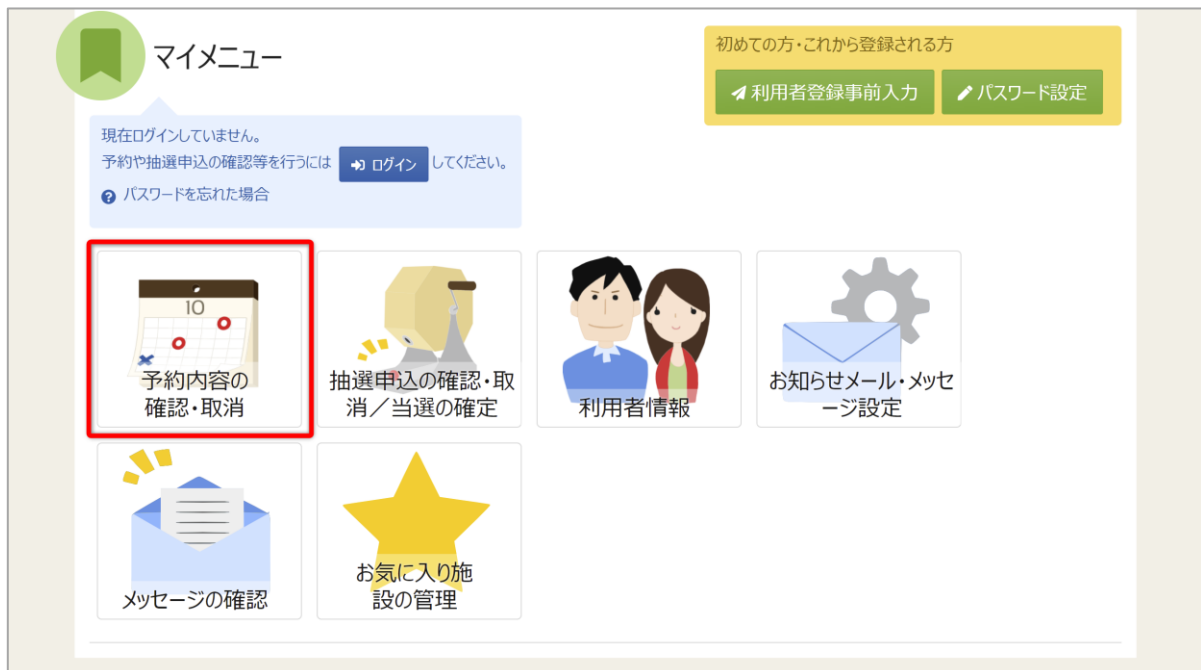 マイメニュー
初めての方・これから登録される方
利用者登録事前入力
パスワード設定
現在ログインしていません。
予約や抽選申込の確認等を行うには ログイン してください。
パスワードを忘れた場合
10
予約内容の
確認・取消
抽選申込の確認・取
消／当選の確定
利用者情報
お知らせメール・メッセ
ージ設定
メッセージの確認
お気に入り施
設の管理